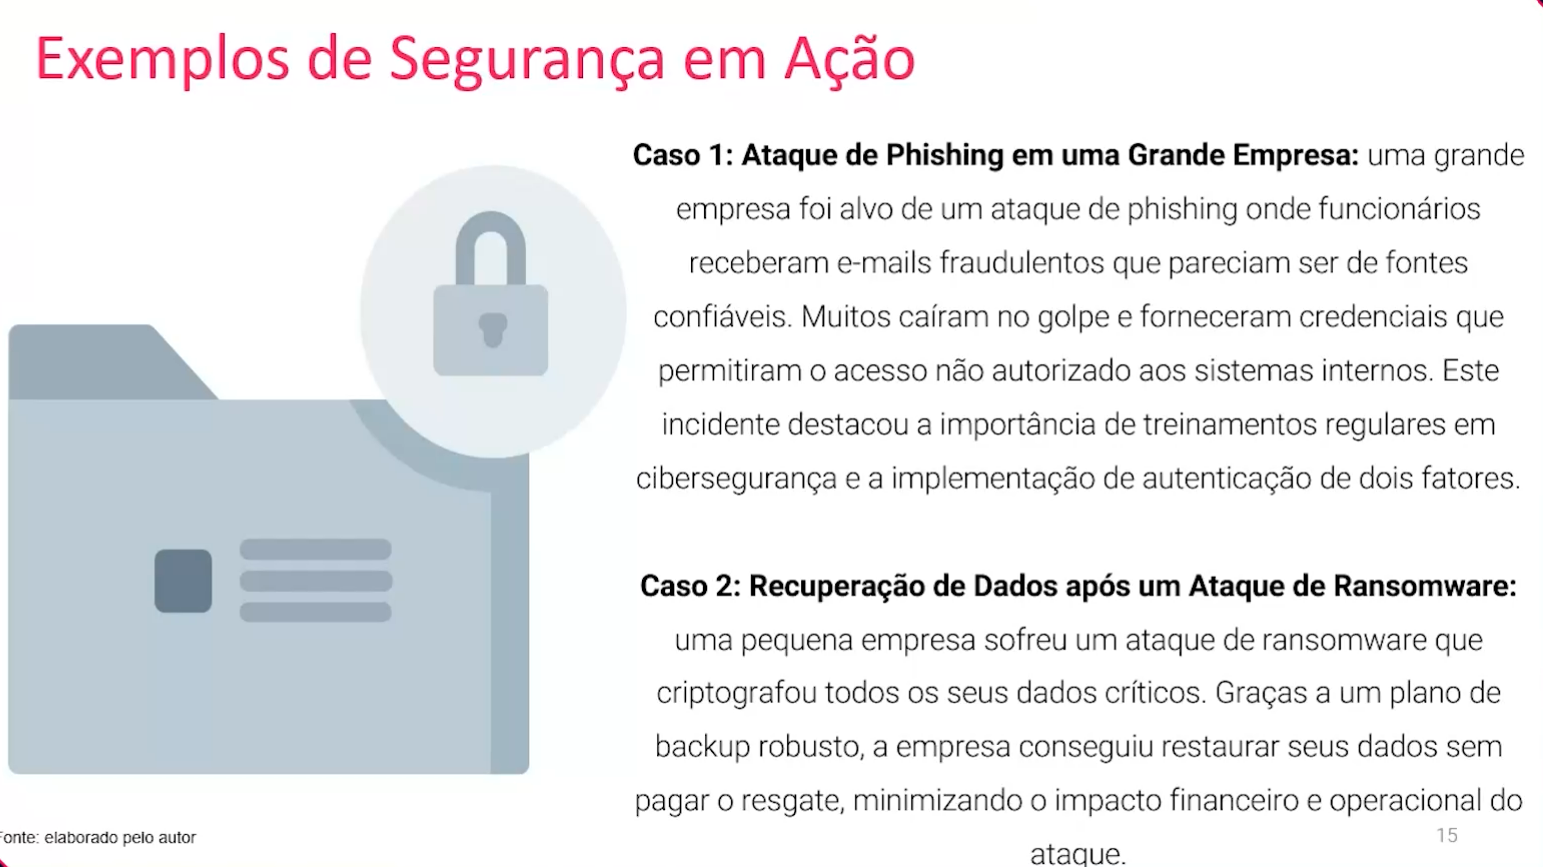 Exemplos de Segurança em Ação
Caso 1: Ataque de Phishing em uma Grande Empresa: uma grande
empresa foi alvo de um ataque de phishing onde funcionários
receberam e-mails fraudulentos que pareciam ser de fontes
confiáveis. Muitos caíram no golpe e forneceram credenciais que
permitiram o acesso não autorizado aos sistemas internos. Este
incidente destacou a importância de treinamentos regulares em
cibersegurança e a implementação de autenticação de dois fatores.
Caso 2: Recuperação de Dados após um Ataque de Ransomware:
uma pequena empresa sofreu um ataque de ransomware que
criptografou todos os seus dados críticos. Graças a um plano de
backup robusto, a empresa conseguiu restaurar seus dados sem
pagar o resgate, minimizando o impacto financeiro e operacional do
ataque.
Fonte: elaborado pelo autor
15